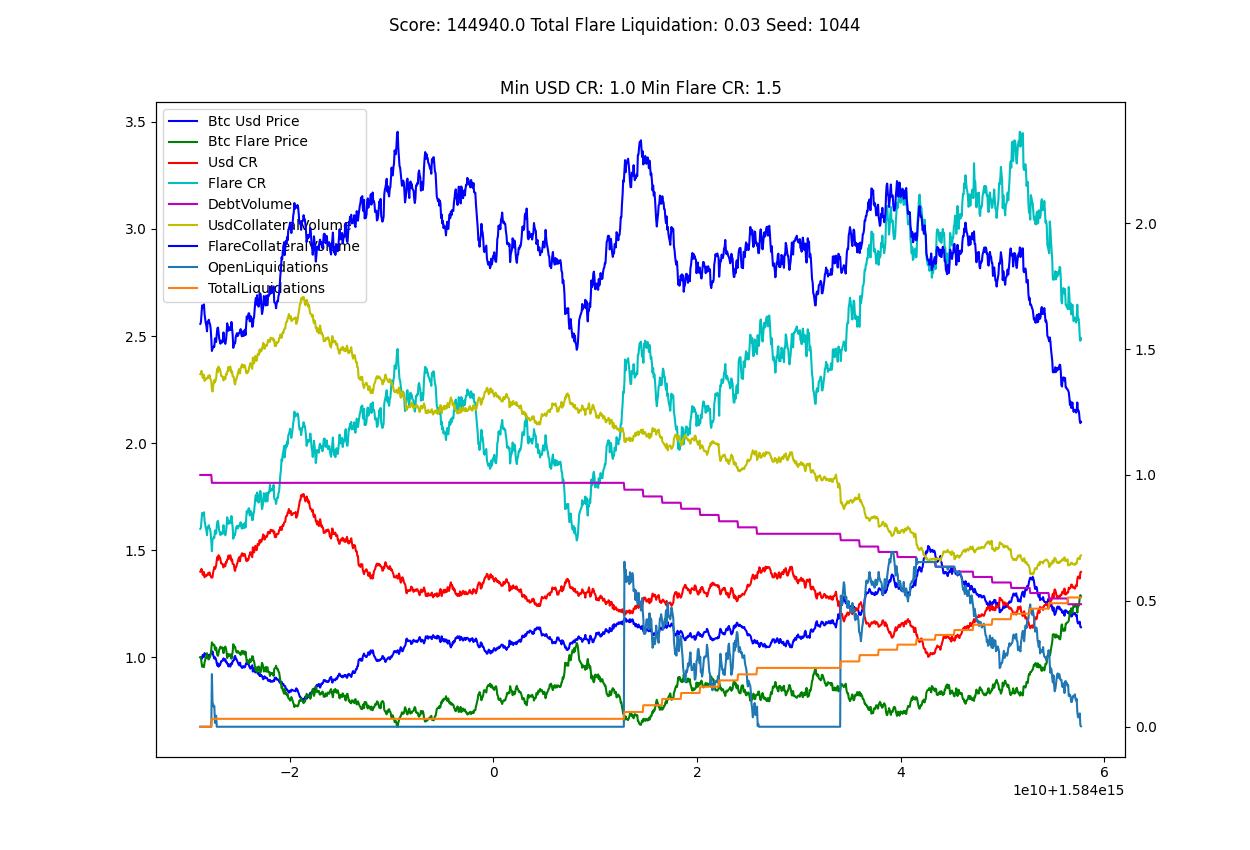 Score: 144940.0 Total Flare Liquidation: 0.03 Seed: 1044
Min USD CR: 1.0 Min Flare CR: 1.5
Btc Usd Price
Btc Flare Price
Usd CR
Flare CR
DebtVolume
UsdCollateralVolume
FlareCollateralVolume
OpenLiquidations
TotalLiquidations
3.5
3.0
2.5
2.0
1.5
1.0
2.0
1.5
1.0
0.5
0.0
−2
0
2
4
6
1e10+1.584e15